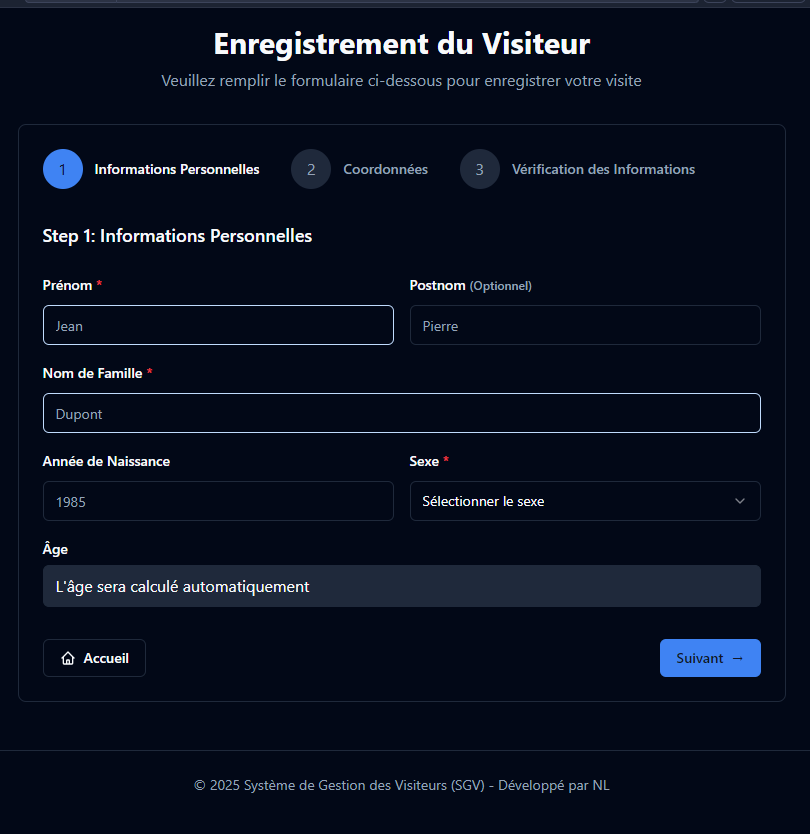 Enregistrement du Visiteur
Veuillez remplir le formulaire ci-dessous pour enregistrer votre visite
1 Informations Personnelles 2 Coordonnées 3 Vérification des Informations
Step 1: Informations Personnelles
Prénom * Postnom (Optionnel)
Jean Pierre
Nom de Famille *
Dupont
Année de Naissance Sexe *
1985 Sélectionner le sexe
Âge
L'âge sera calculé automatiquement
Accueil Suivant →
© 2025 Système de Gestion des Visiteurs (SGV) - Développé par NL